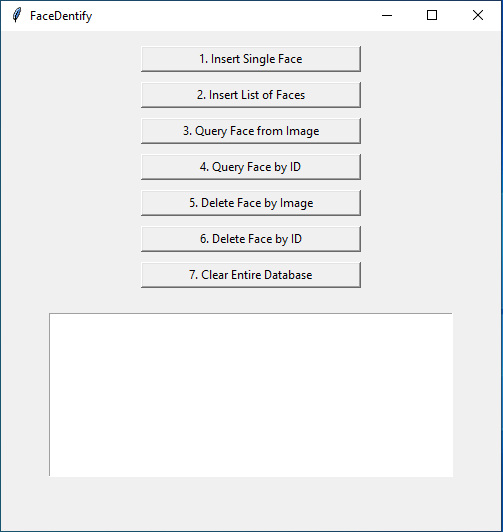 FaceDentify
1. Insert Single Face
2. Insert List of Faces
3. Query Face from Image
4. Query Face by ID
5. Delete Face by Image
6. Delete Face by ID
7. Clear Entire Database